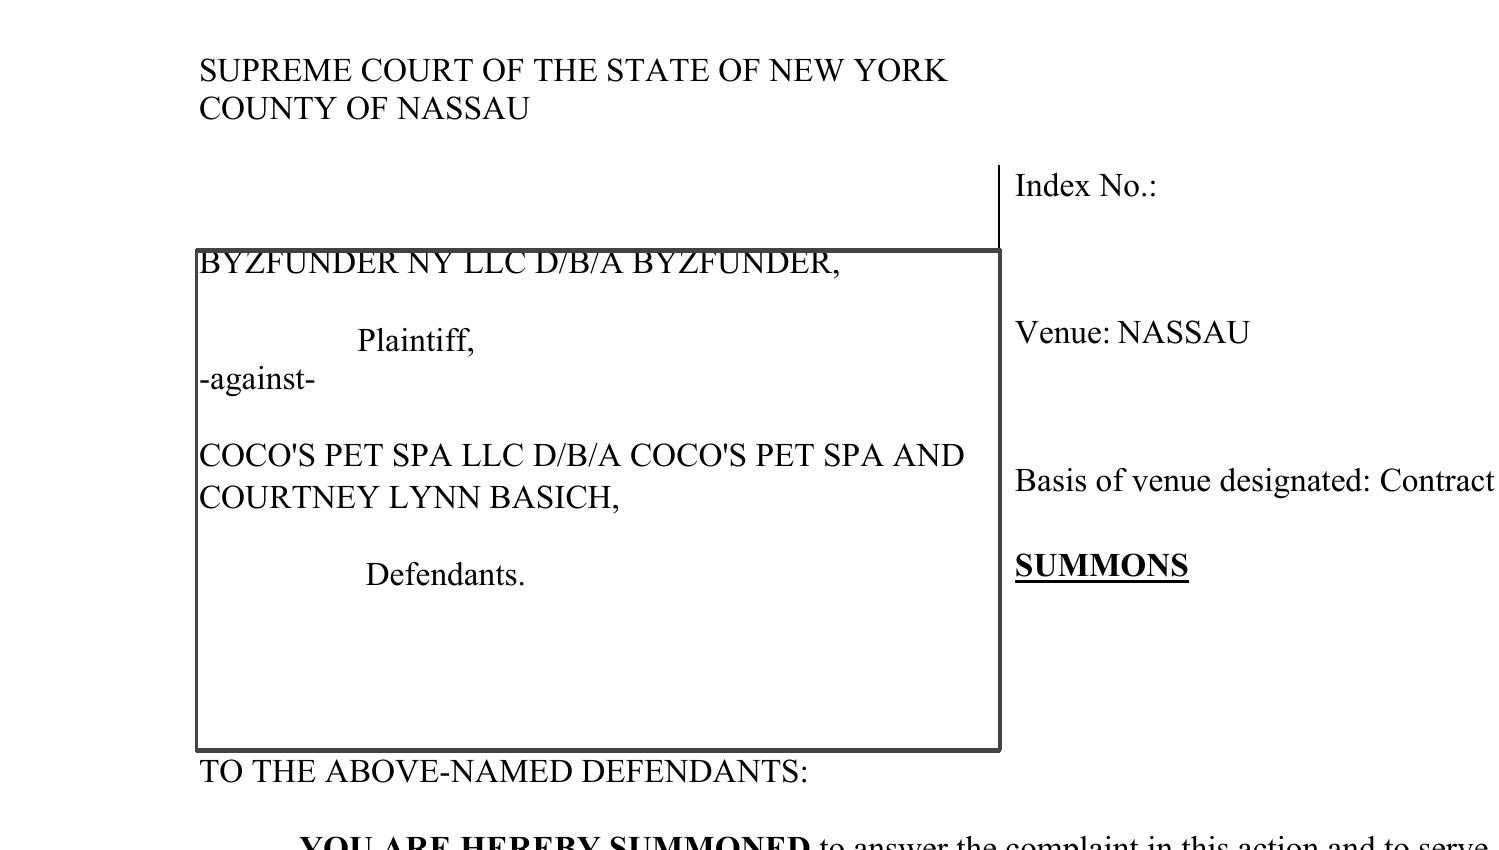 SUPREME COURT OF THE STATE OF NEW YORK
COUNTY OF NASSAU
Index No.:
BYZFUNDER NY LLC D/B/A BYZFUNDER,
Plaintiff,
Venue: NASSAU
-against-
COCO'S PET SPA LLC D/B/A COCO'S PET SPA AND
COURTNEY LYNN BASICH,
Basis of venue designated: Contract
Defendants.
SUMMONS
TO THE ABOVE-NAMED DEFENDANTS:
YOU ARE HEREBY SUMMONED to answer the complaint in this action and to serve